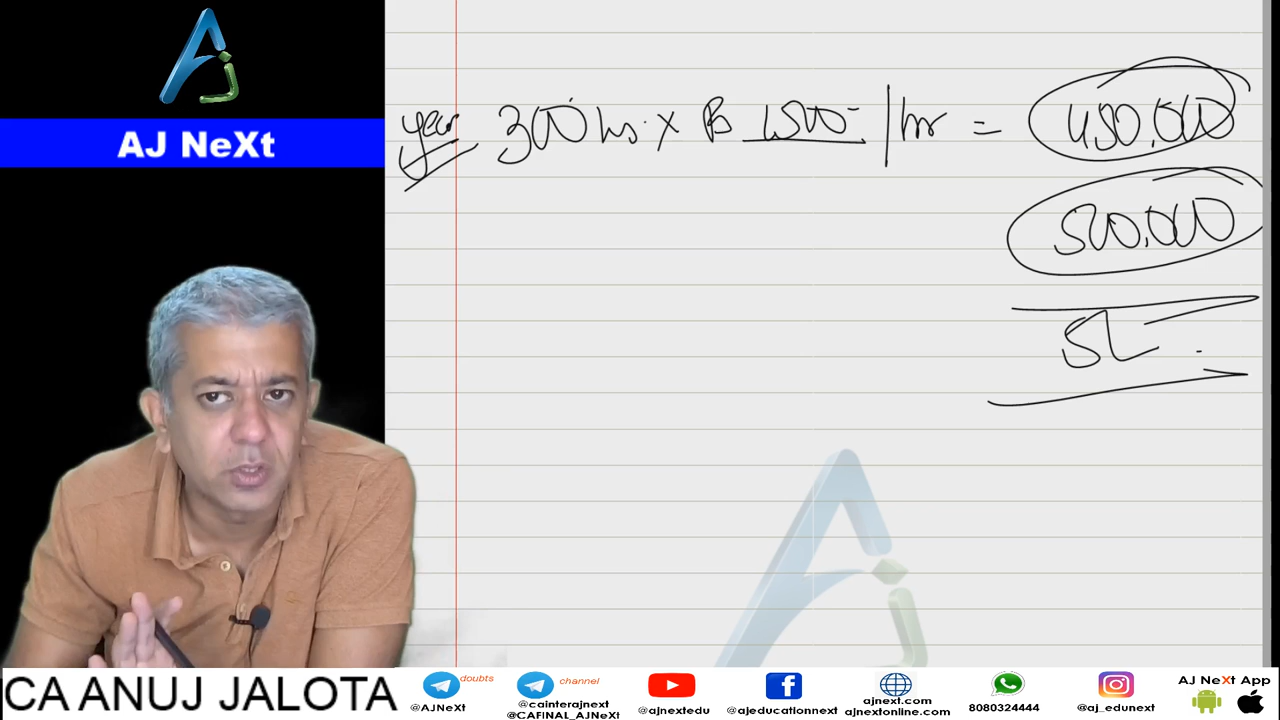 AJ NeXt
year 300 hrs. x Rs 1500 /hr = 450,000
500,000
5L
CA ANUJ JALOTA
doubts
@AJNeXt
channel
@cainterajnext
@CAFINAL_AJNeXt
@ajnextedu
@ajeducationnext
ajnext.com
ajnextonline.com
8080324444
@aj_edunext
AJ NeXt App